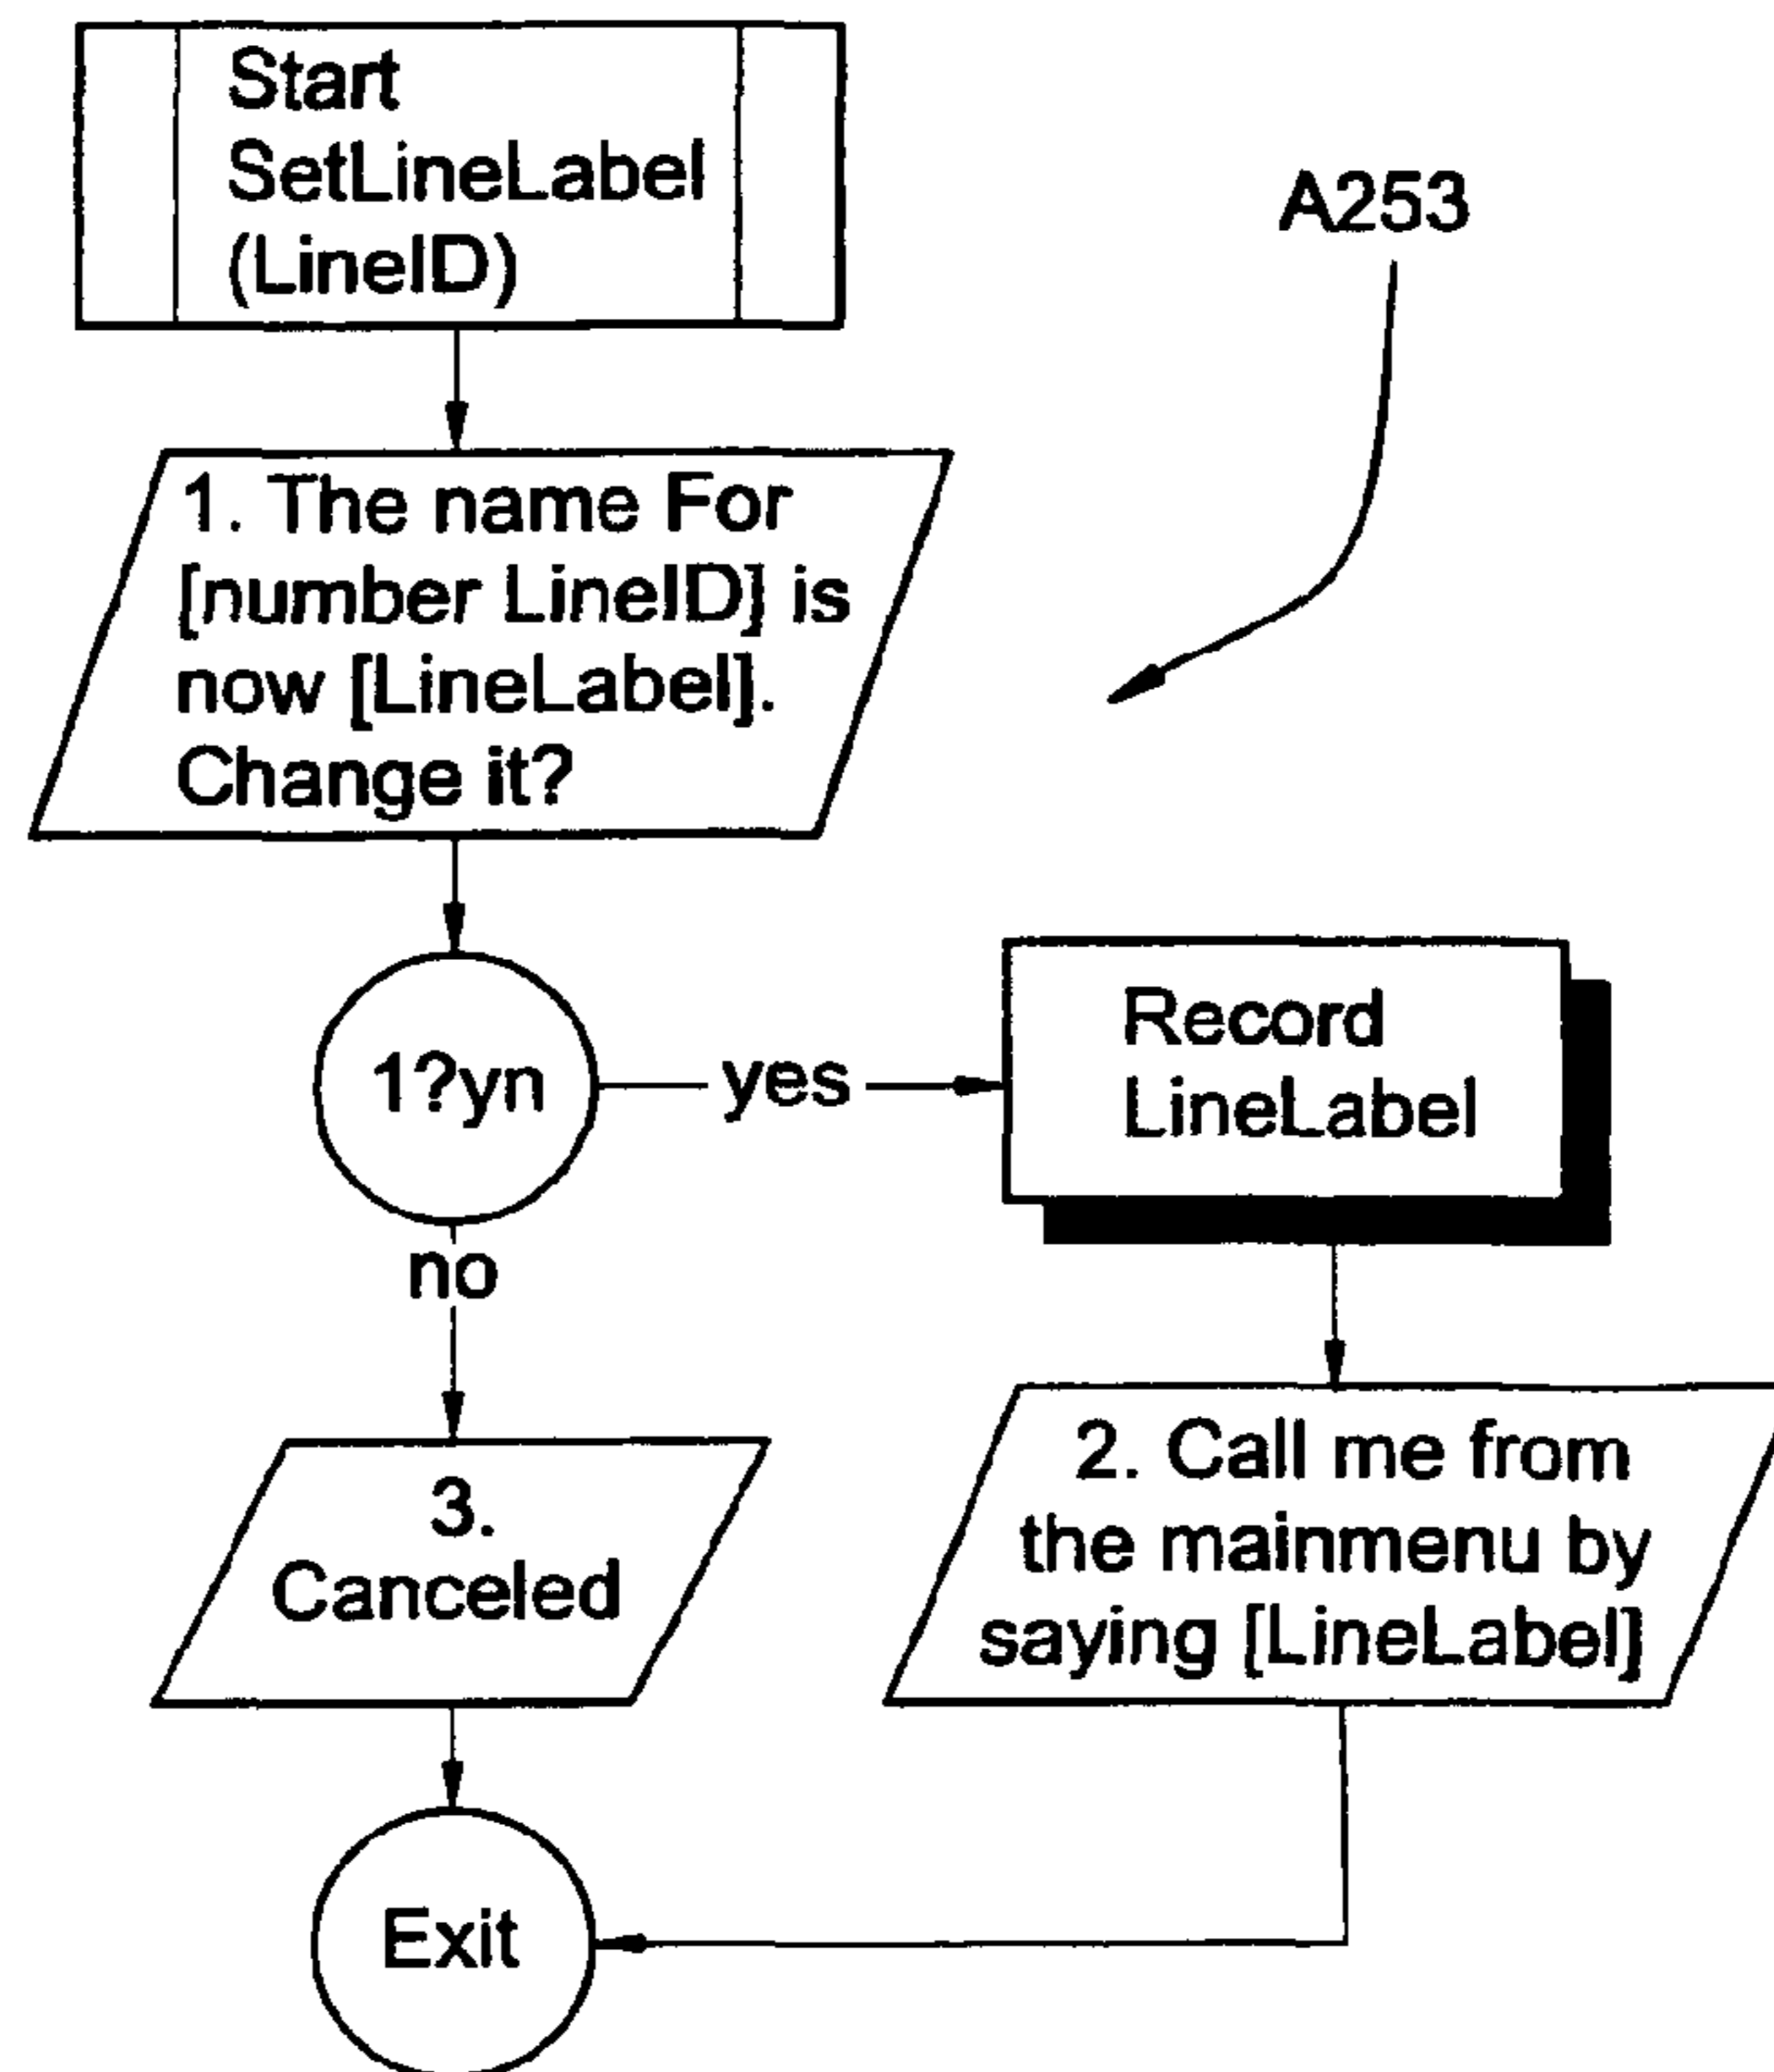 Start
SetLineLabel
(LineID)
A253
1. The name For
[number LineID] is
now [LineLabel].
Change it?
1?yn
yes
Record
LineLabel
no
2. Call me from
the mainmenu by
saying [LineLabel]
3.
Canceled
Exit